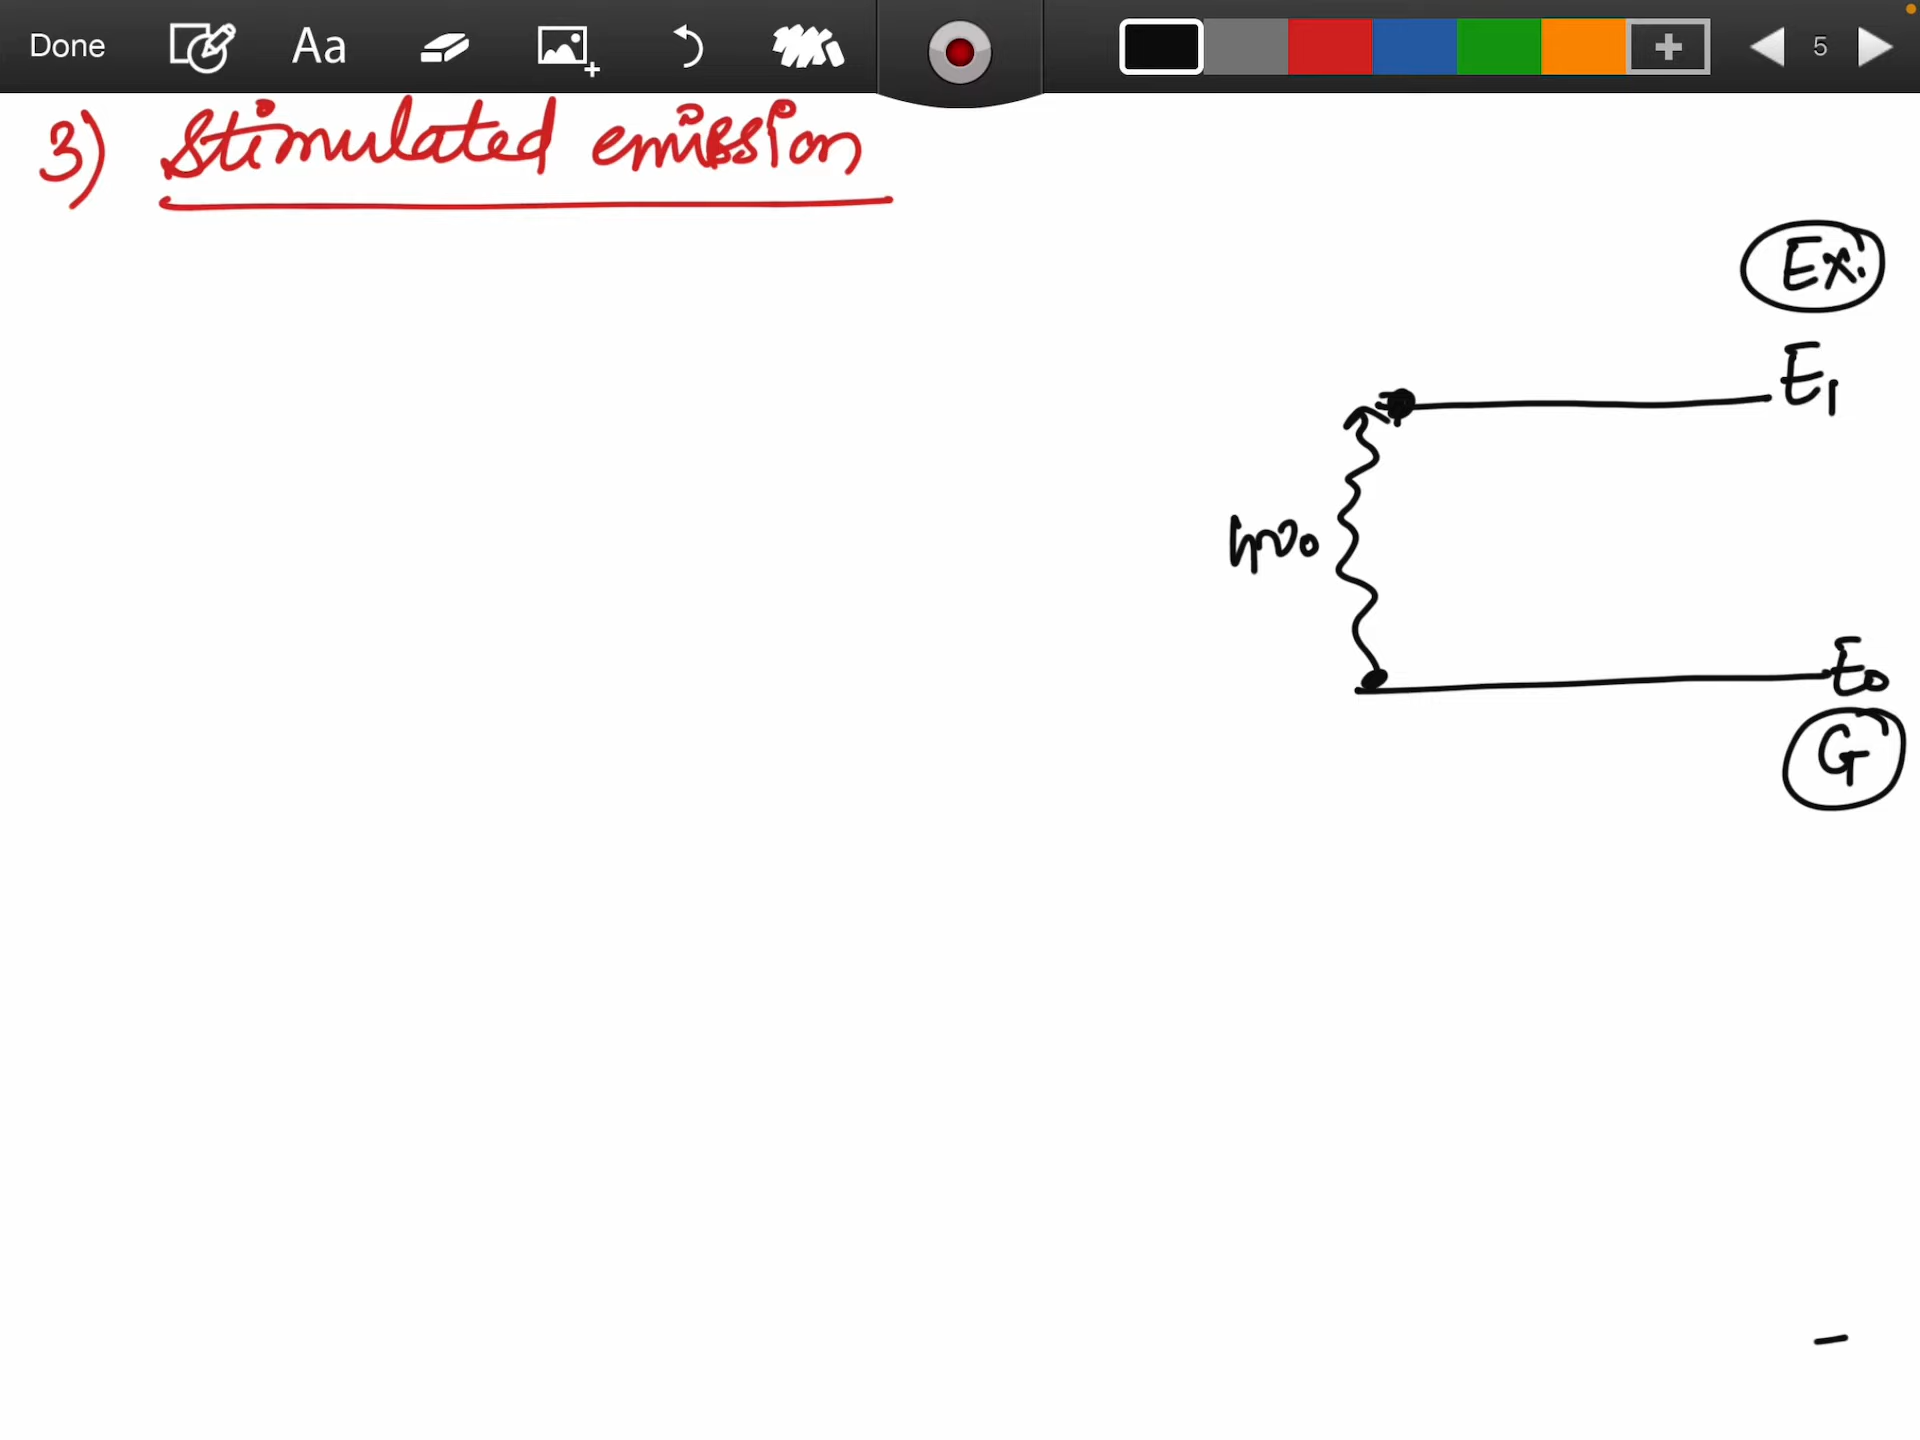 Done Aa 5
3) Stimulated emission
Ex.
E₁
hν₀
E₀
G